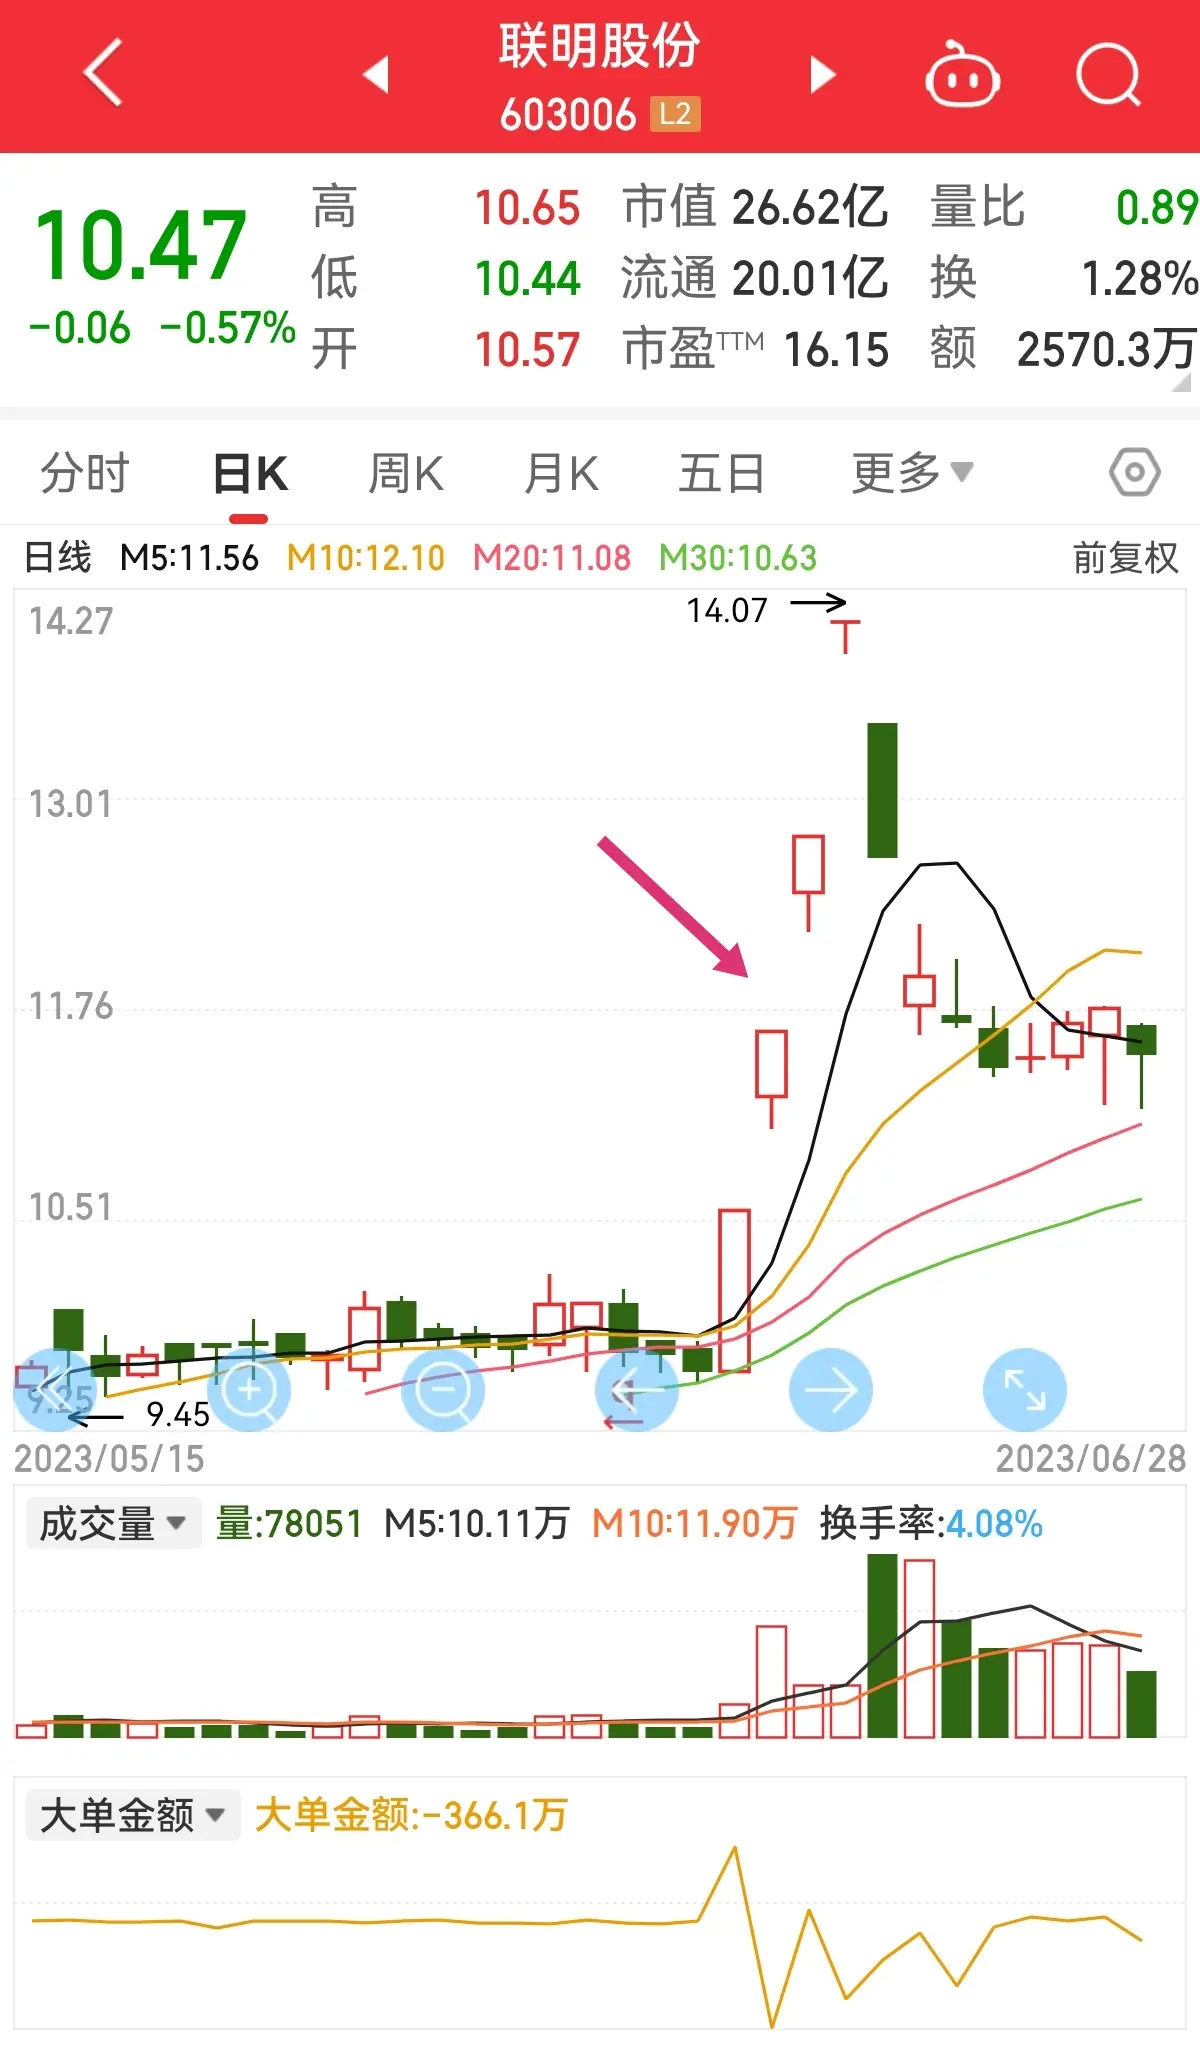 联明股份
603006 L2
10.47
-0.06 -0.57%
高 10.65 市值 26.62亿 量比 0.89
低 10.44 流通 20.01亿 换 1.28%
开 10.57 市盈TTM 16.15 额 2570.3万
分时 日K 周K 月K 五日 更多
日线 M5:11.56 M10:12.10 M20:11.08 M30:10.63 前复权
14.27
14.07
13.01
11.76
10.51
9.25
9.45
2023/05/15 2023/06/28
成交量 量:78051 M5:10.11万 M10:11.90万 换手率:4.08%
大单金额 大单金额:-366.1万